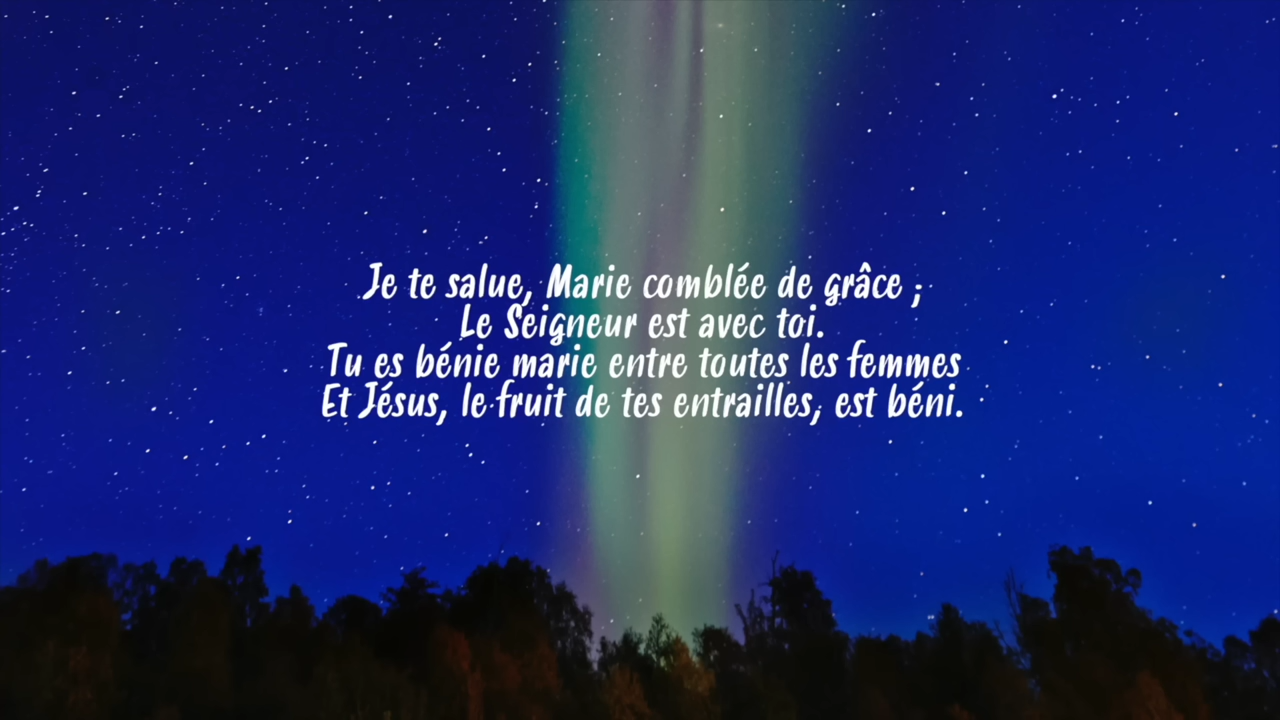 Je te salue, Marie comblée de grâce ;
Le Seigneur est avec toi.
Tu es bénie marie entre toutes les femmes
Et Jésus, le fruit de tes entrailles, est béni.